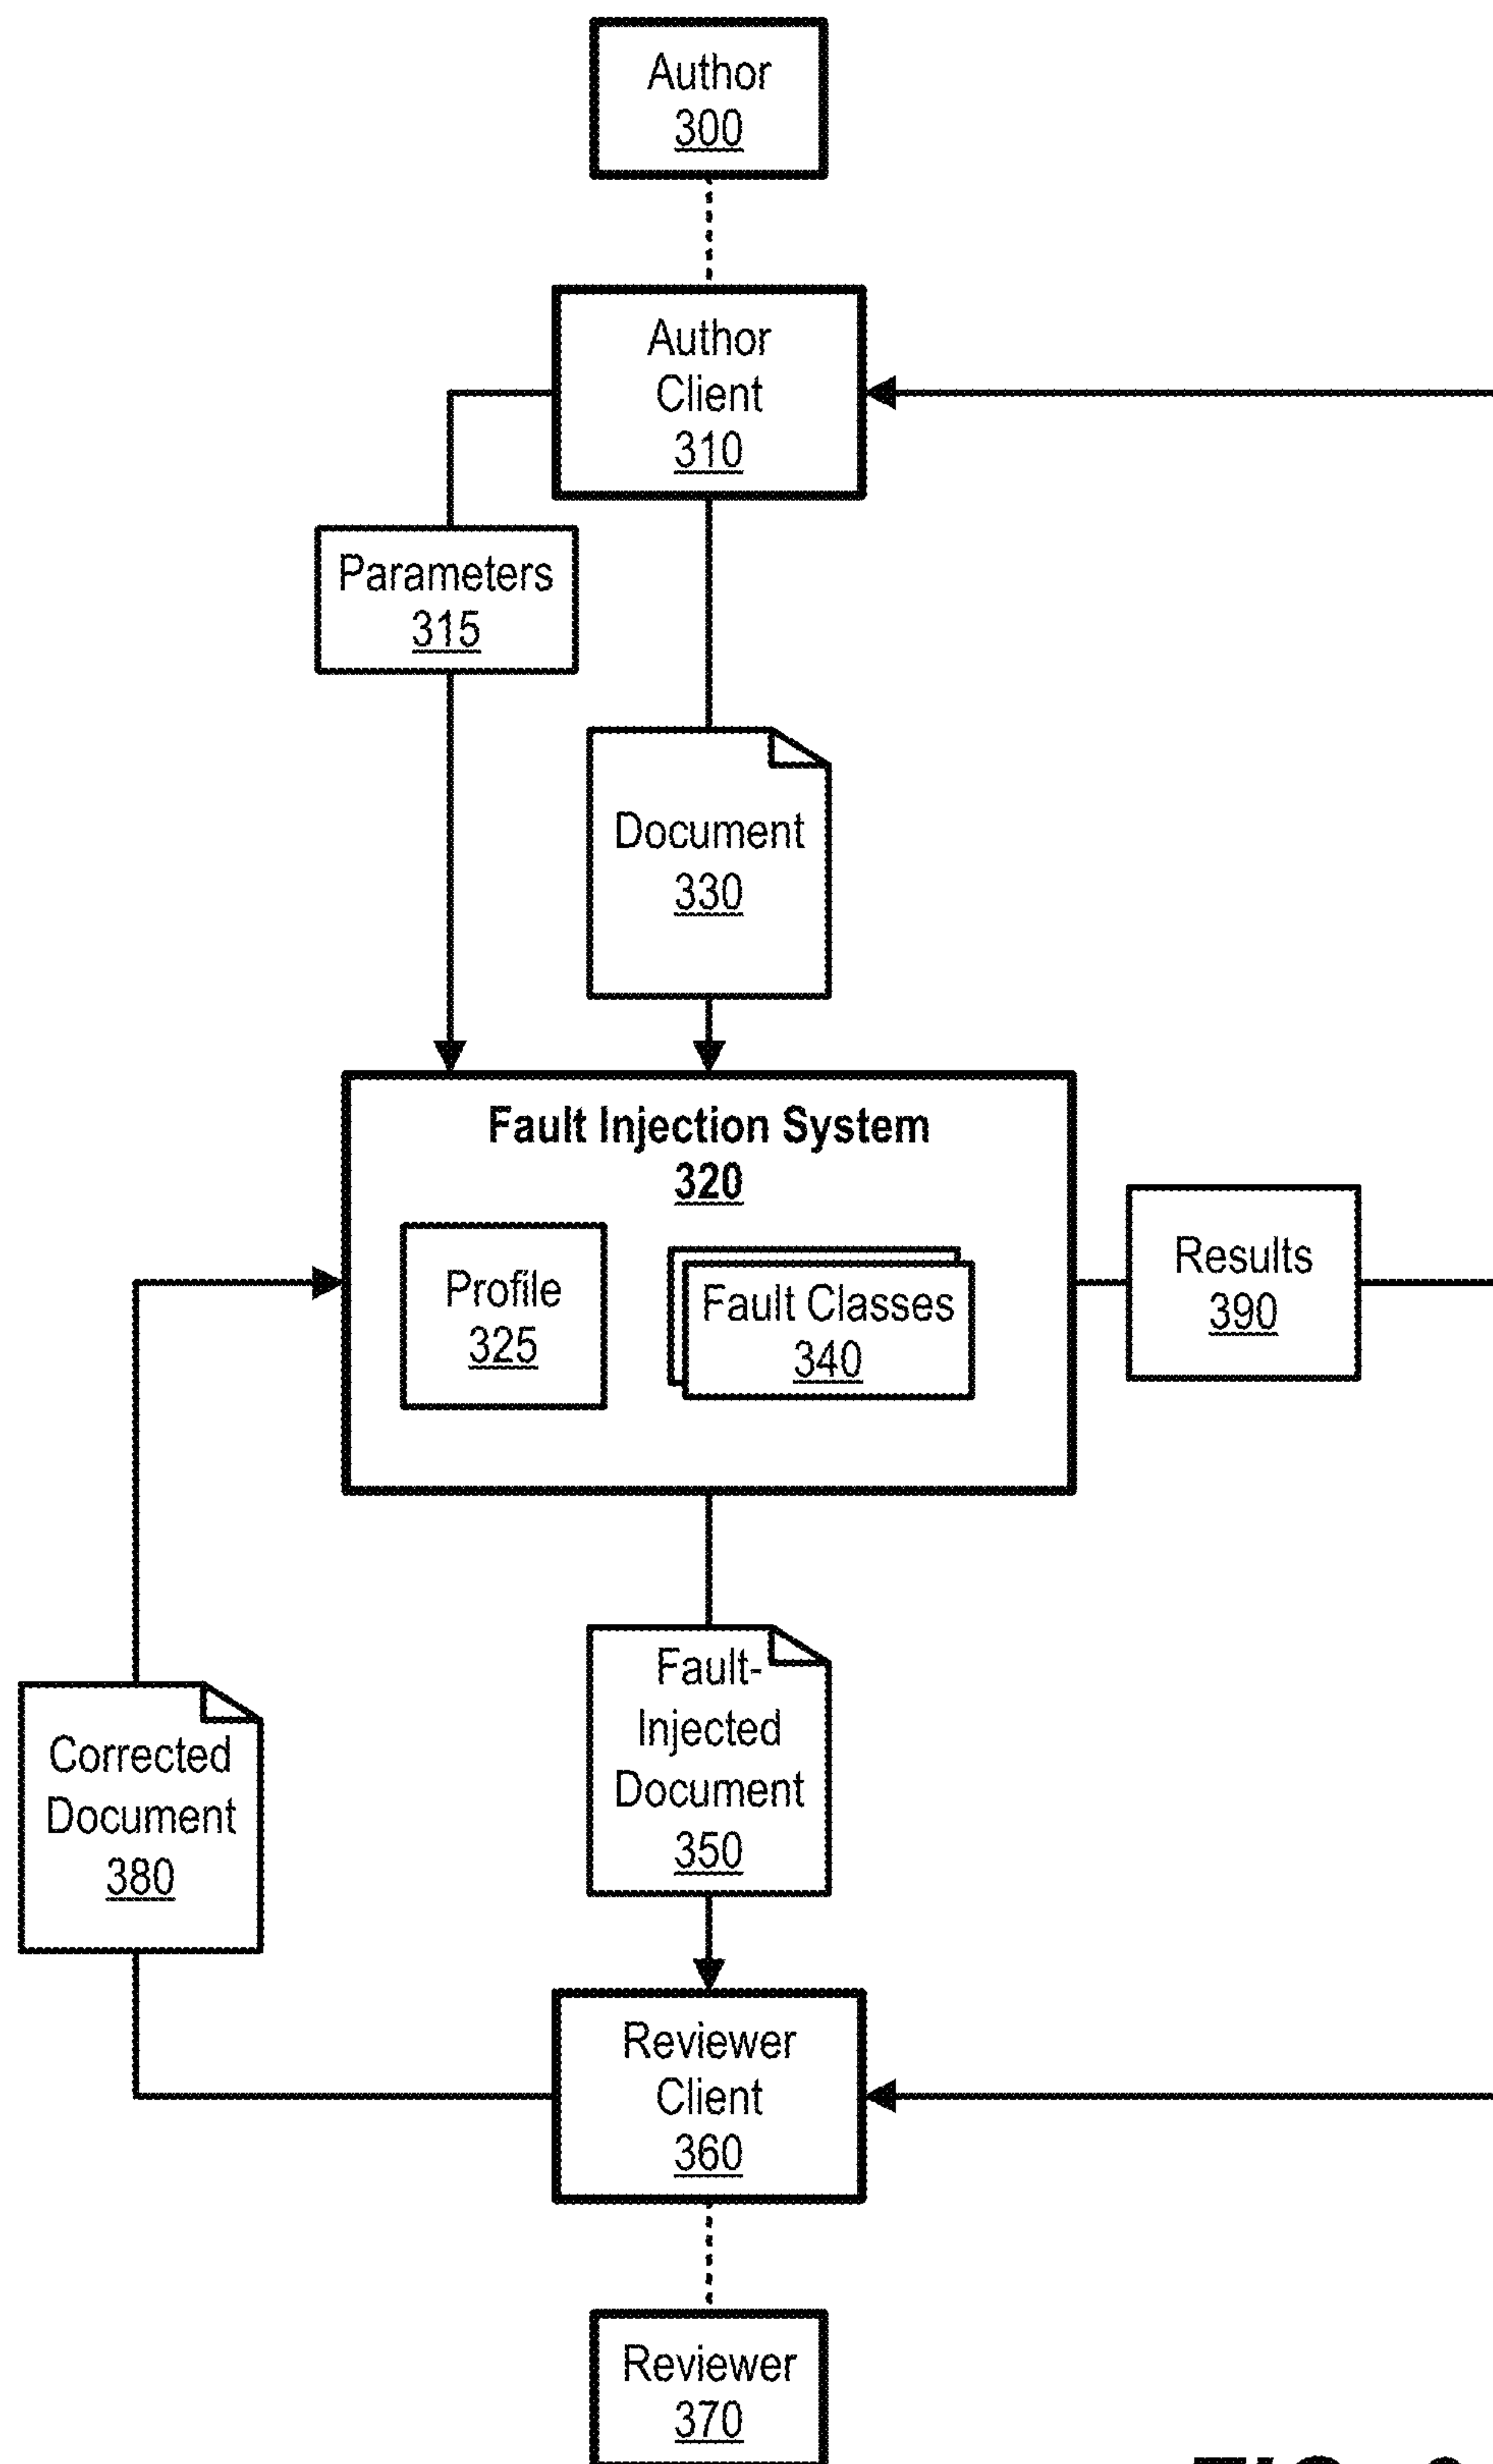 Author
300
Author
Client
310
Parameters
315
Document
330
Fault Injection System
320
Profile
325
Fault Classes
340
Results
390
Fault-
Injected
Document
350
Corrected
Document
380
Reviewer
Client
360
Reviewer
370